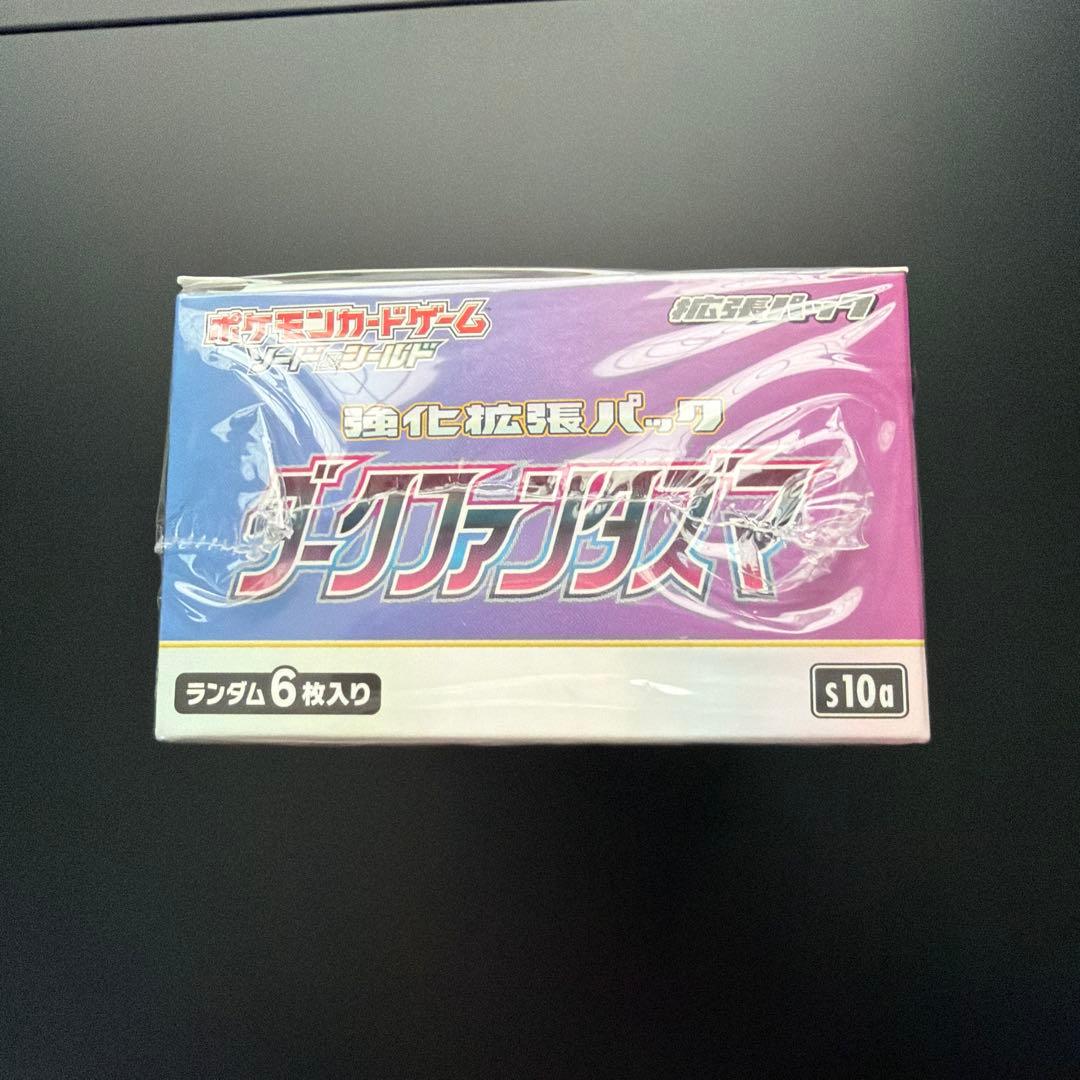 ポケモンカードゲーム
ソード&シールド
拡張パック
強化拡張パック
ダークファンタズマ
ランダム6枚入り
s10a